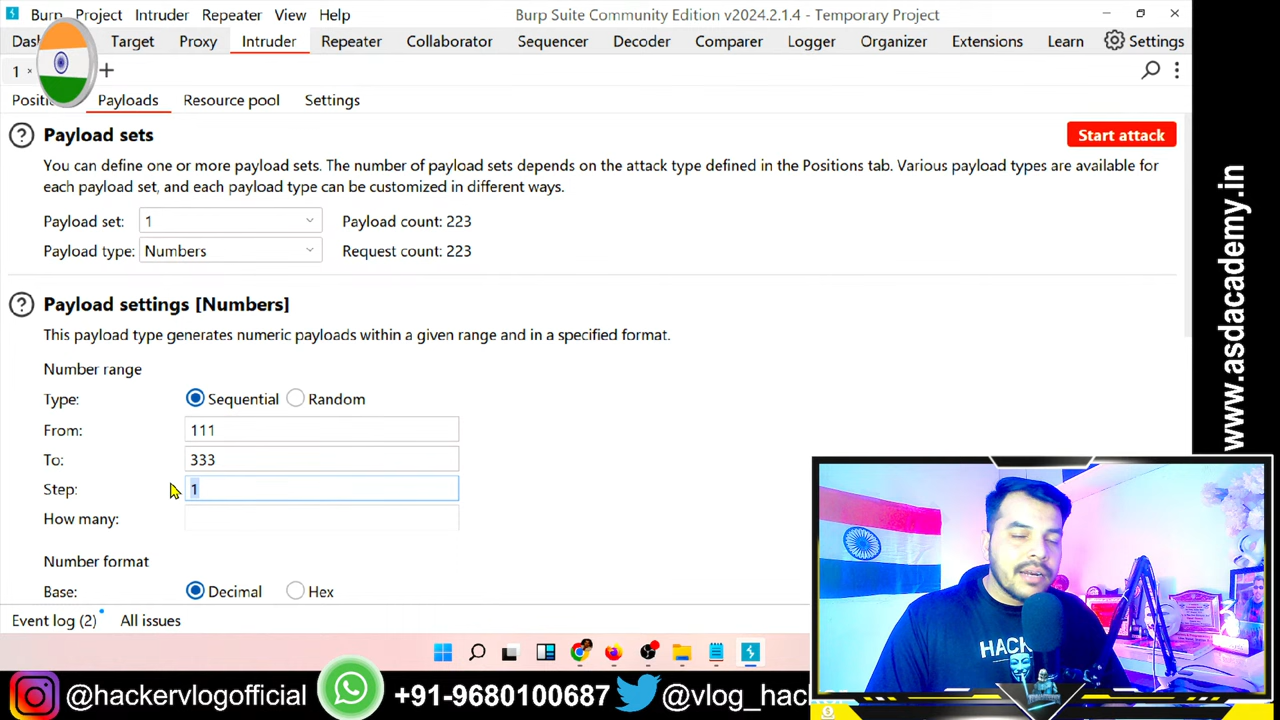 Burp Project Intruder Repeater View Help Burp Suite Community Edition v2024.2.1.4 - Temporary Project
Target Proxy Intruder Repeater Collaborator Sequencer Decoder Comparer Logger Organizer Extensions Learn Settings
1 × +
Payloads Resource pool Settings
Payload sets
Start attack
You can define one or more payload sets. The number of payload sets depends on the attack type defined in the Positions tab. Various payload types are available for
each payload set, and each payload type can be customized in different ways.
Payload set: 1 Payload count: 223
Payload type: Numbers Request count: 223
Payload settings [Numbers]
This payload type generates numeric payloads within a given range and in a specified format.
Number range
Type: Sequential Random
From: 111
To: 333
Step: 1
How many:
Number format
Base: Decimal Hex
Event log (2) All issues
www.asdacademy.in
HACK
@hackervlogofficial +91-9680100687 @vlog_hac